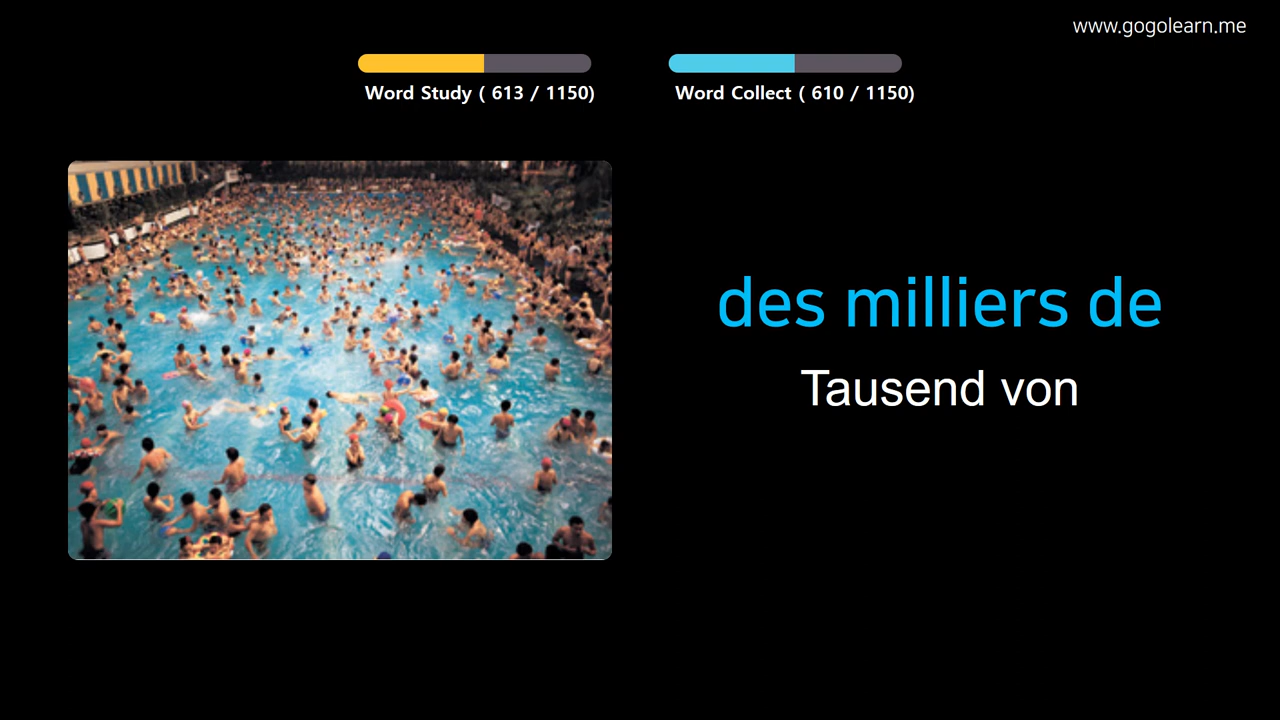 www.gogolearn.me
Word Study ( 613 / 1150)
Word Collect ( 610 / 1150)
des milliers de
Tausend von